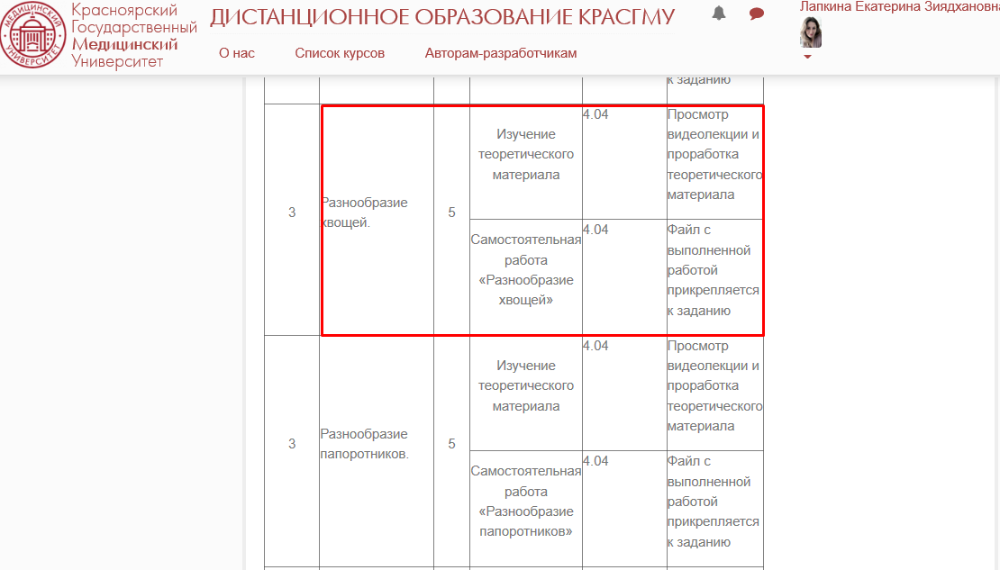 МЕДИЦИНСКИЙ
УНИВЕРСИТЕТ
Красноярский
Государственный
Медицинский
Университет
ДИСТАНЦИОННОЕ ОБРАЗОВАНИЕ КРАСГМУ
О нас
Список курсов
Авторам-разработчикам
Лапкина Екатерина Зиядхановна
к заданию
3
Разнообразие
хвощей.
5
Изучение
теоретического
материала
4.04
Просмотр
видеолекции и
проработка
теоретического
материала
Самостоятельная
работа
«Разнообразие
хвощей»
4.04
Файл с
выполненной
работой
прикрепляется
к заданию
3
Разнообразие
папоротников.
5
Изучение
теоретического
материала
4.04
Просмотр
видеолекции и
проработка
теоретического
материала
Самостоятельная
работа
«Разнообразие
папоротников»
4.04
Файл с
выполненной
работой
прикрепляется
к заданию